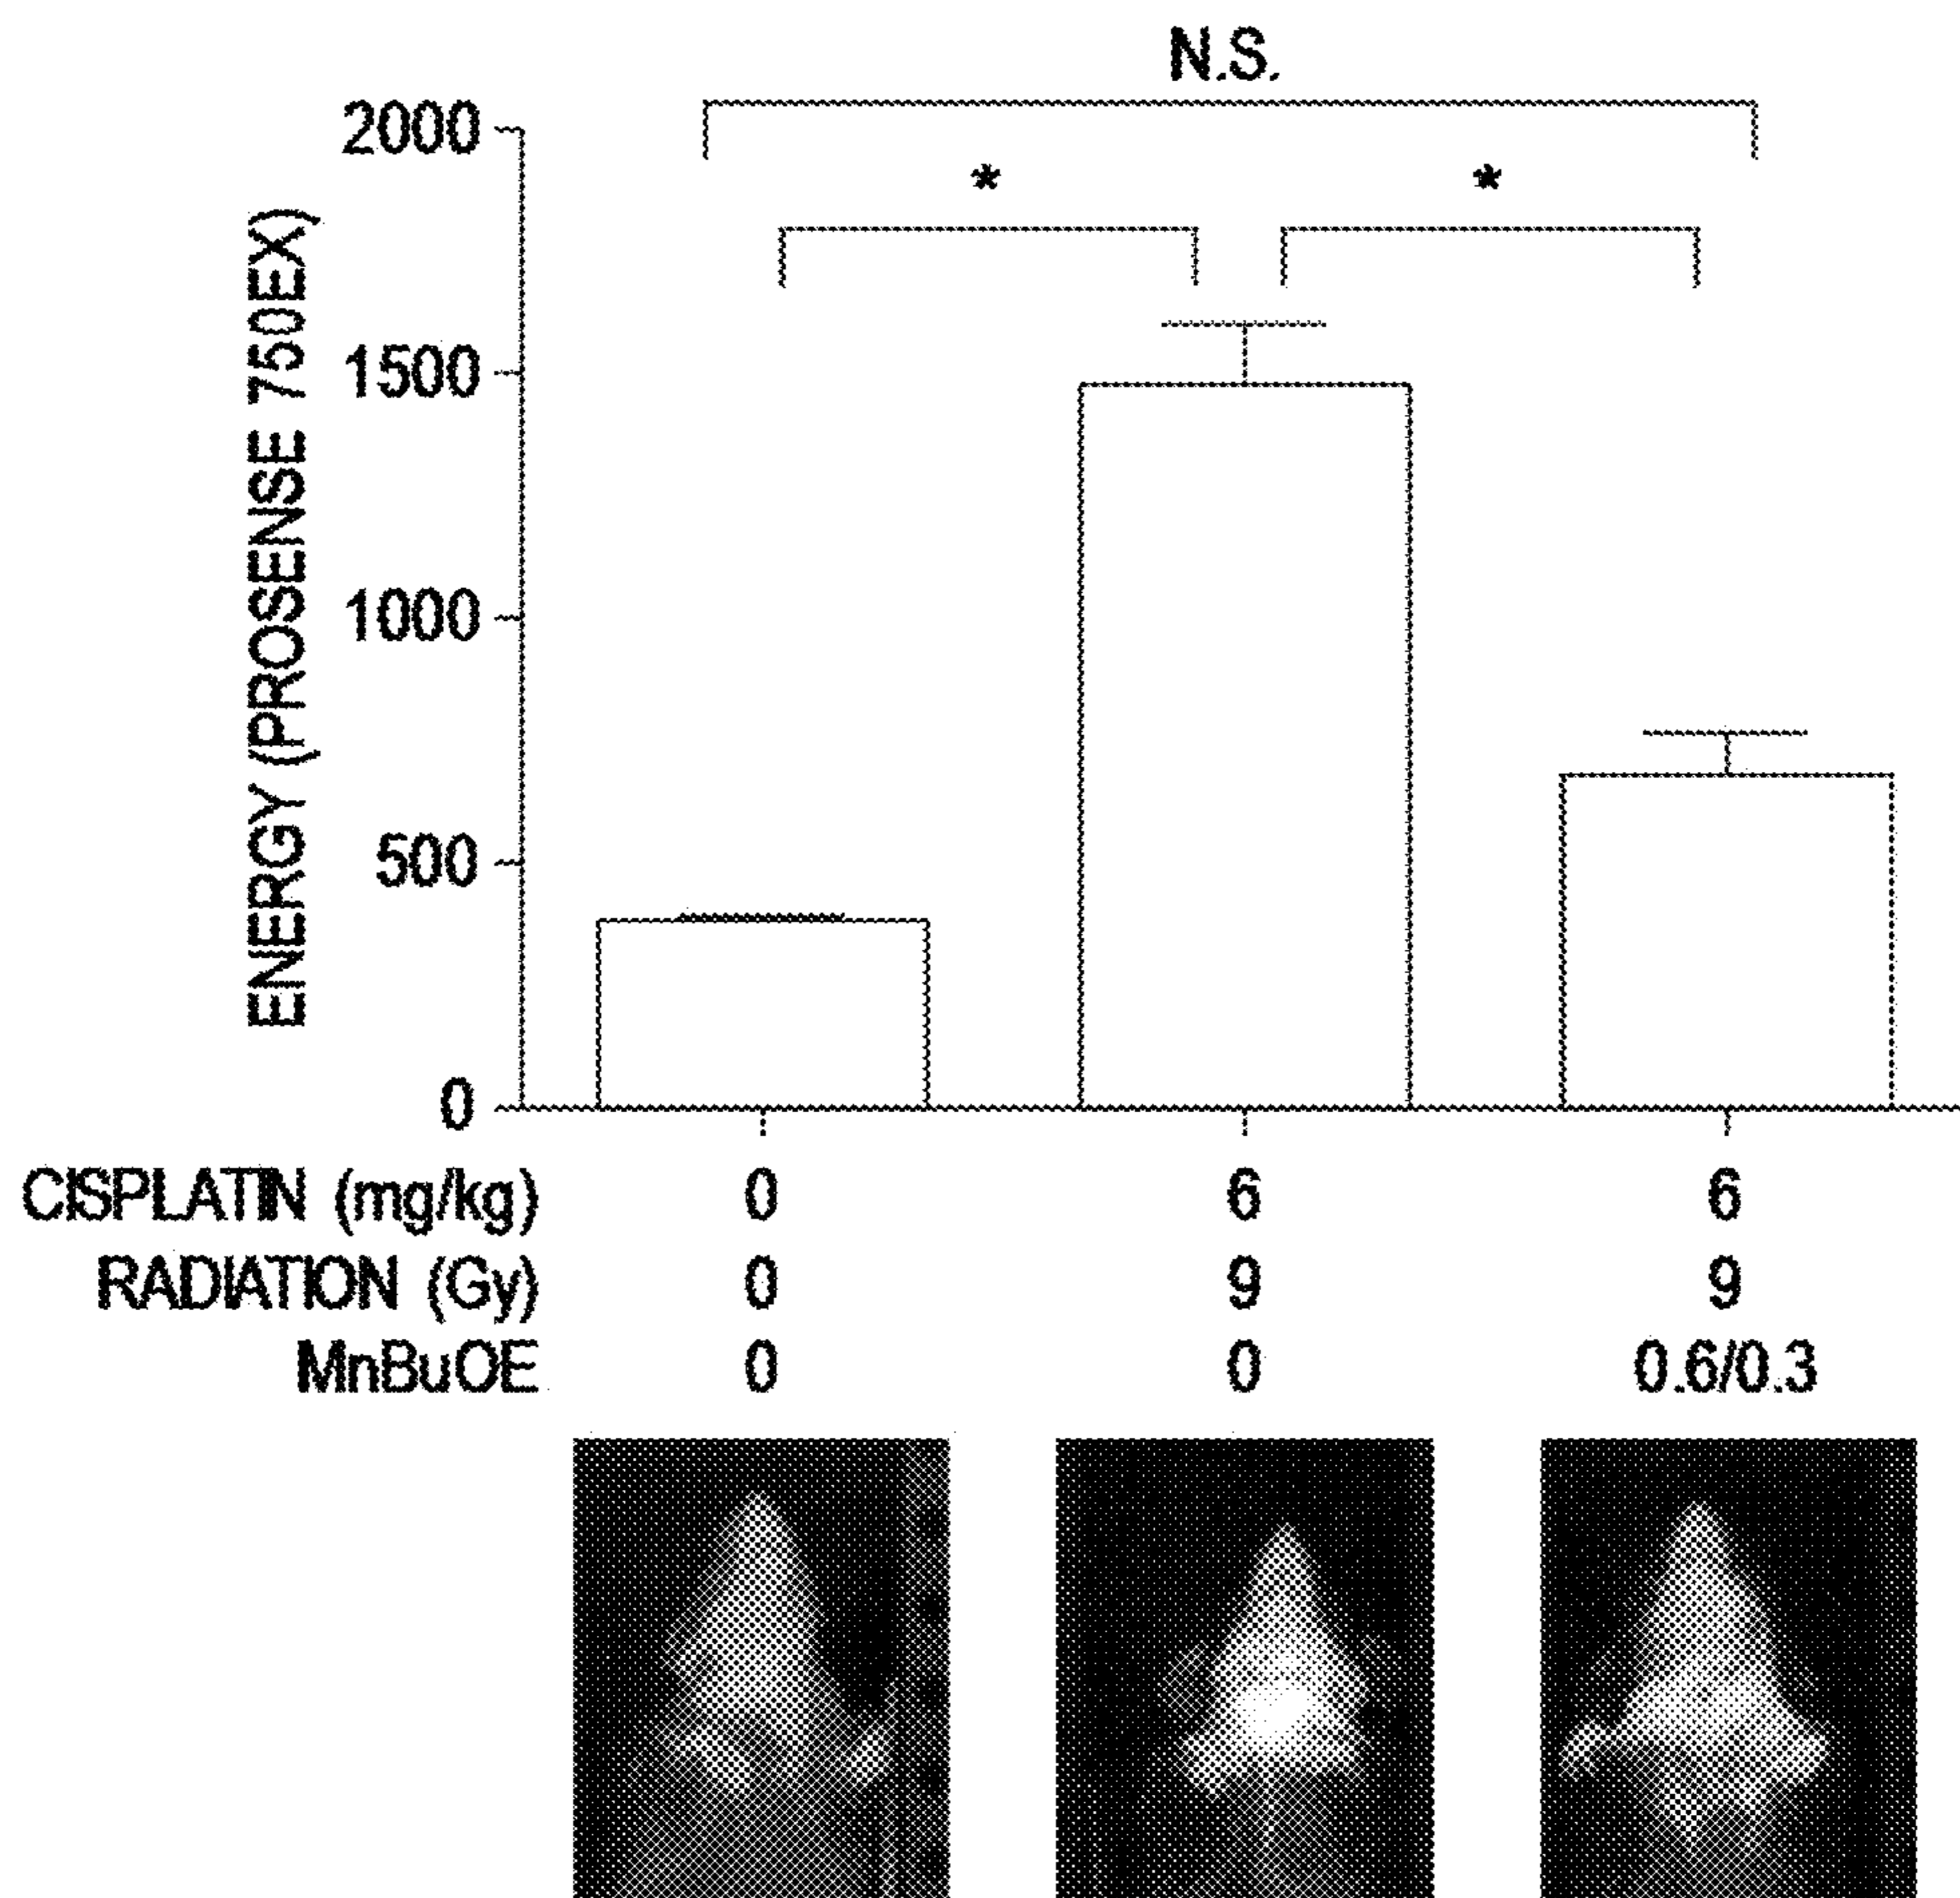 N.S.
* *
ENERGY (PROSENSE 750EX)
2000
1500
1000
500
0
CISPLATIN (mg/kg) 0 6 6
RADIATION (Gy) 0 9 9
MnBuOE 0 0 0.6/0.3